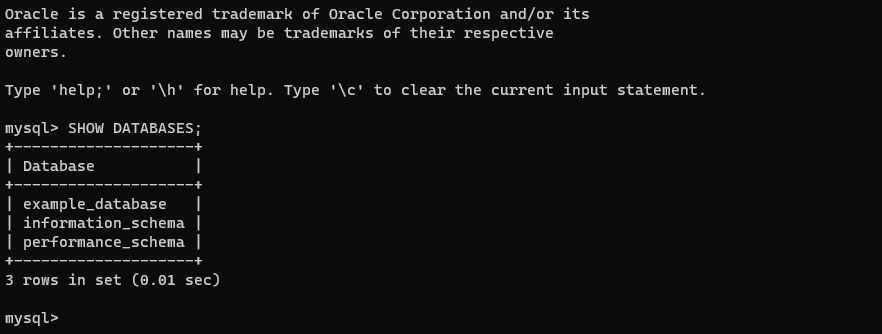 Oracle is a registered trademark of Oracle Corporation and/or its
affiliates. Other names may be trademarks of their respective
owners.
Type 'help;' or '\h' for help. Type '\c' to clear the current input statement.
mysql> SHOW DATABASES;
+--------------------+
| Database           |
+--------------------+
| example_database   |
| information_schema |
| performance_schema |
+--------------------+
3 rows in set (0.01 sec)
mysql>